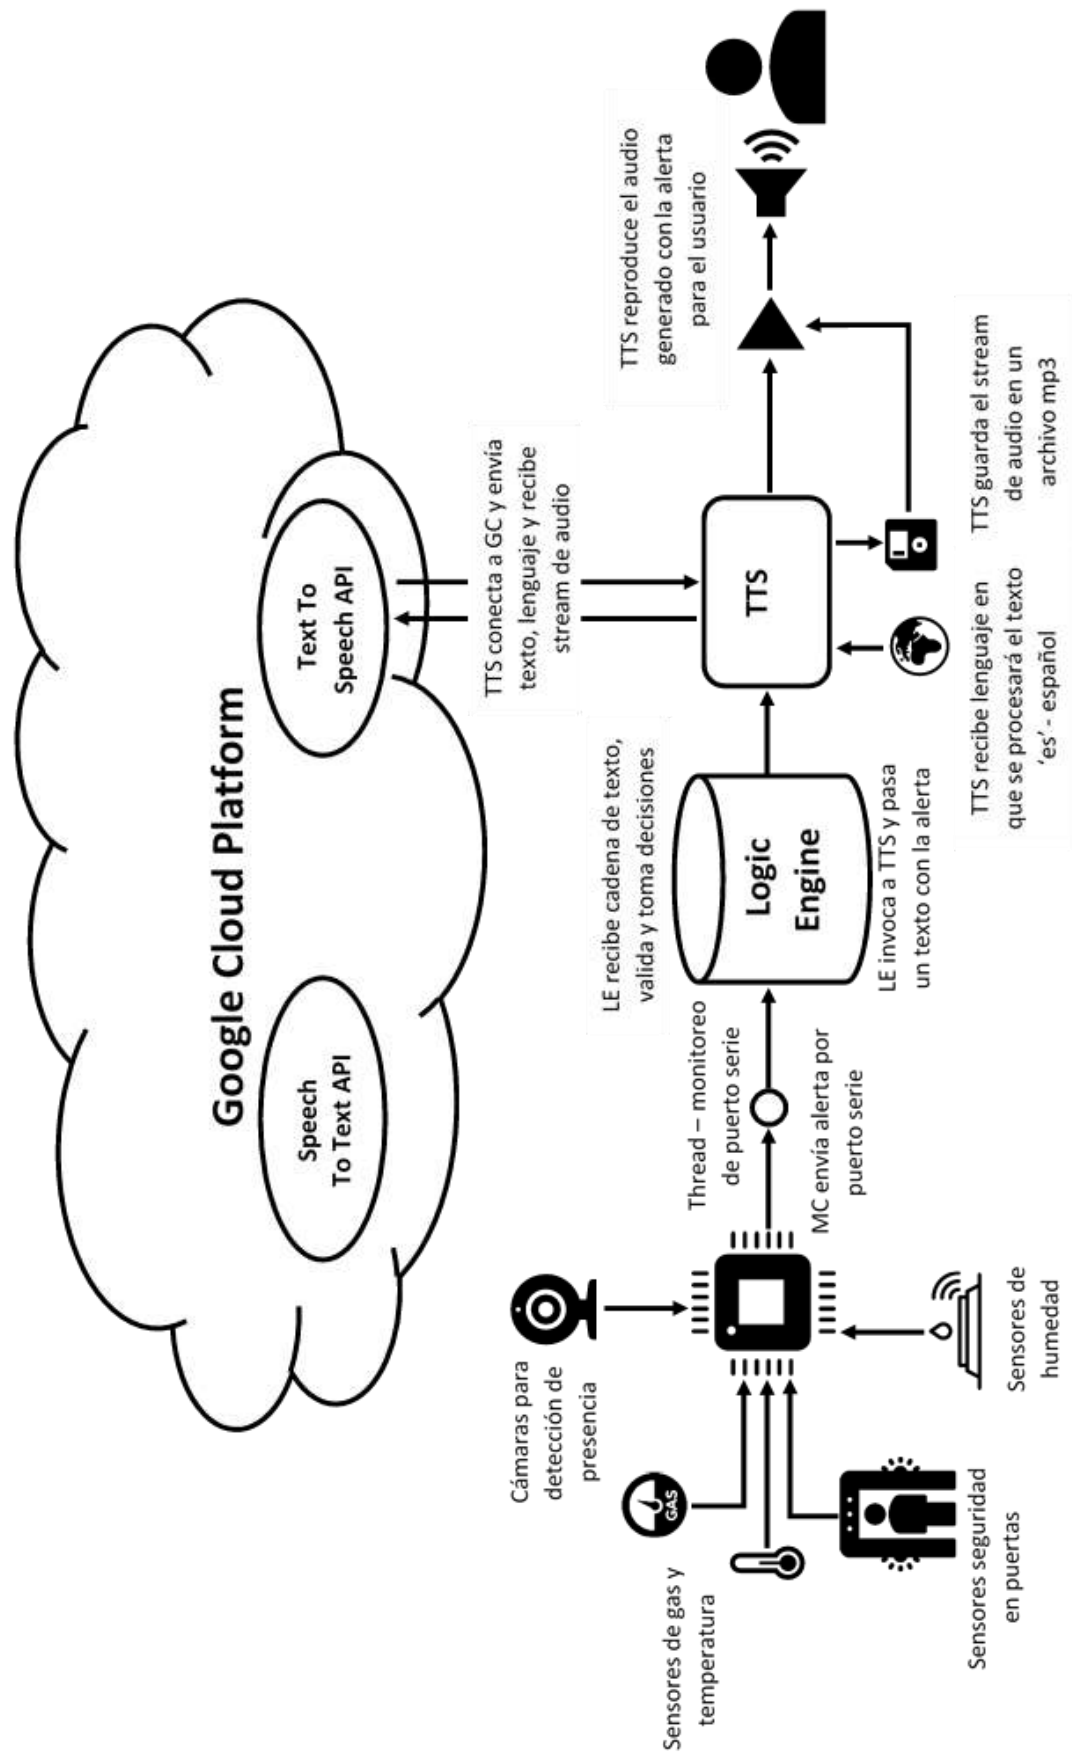 Google Cloud Platform
Speech
To Text API
Text To
Speech API
TTS conecta a GC y envía
texto, lenguaje y recibe
stream de audio
Cámaras para
detección de
presencia
GAS
Sensores de gas y
temperatura
Sensores seguridad
en puertas
Sensores de
humedad
Thread – monitoreo
de puerto serie
MC envía alerta por
puerto serie
LE recibe cadena de texto,
valida y toma decisiones
Logic
Engine
LE invoca a TTS y pasa
un texto con la alerta
TTS
TTS recibe lenguaje en
que se procesará el texto
‘es’- español
TTS guarda el stream
de audio en un
archivo mp3
TTS reproduce el audio
generado con la alerta
para el usuario